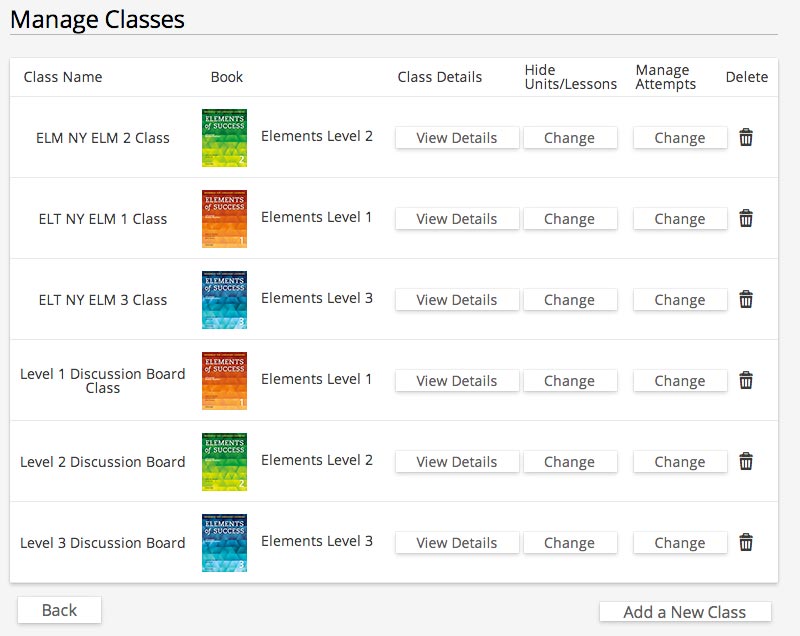 Manage Classes
Class Name Book Class Details Hide Units/Lessons Manage Attempts Delete
ELM NY ELM 2 Class ELEMENTS of SUCCESS 2 Elements Level 2 View Details Change Change
ELT NY ELM 1 Class ELEMENTS of SUCCESS 1 Elements Level 1 View Details Change Change
ELT NY ELM 3 Class ELEMENTS of SUCCESS 3 Elements Level 3 View Details Change Change
Level 1 Discussion Board Class ELEMENTS of SUCCESS 1 Elements Level 1 View Details Change Change
Level 2 Discussion Board ELEMENTS of SUCCESS 2 Elements Level 2 View Details Change Change
Level 3 Discussion Board ELEMENTS of SUCCESS 3 Elements Level 3 View Details Change Change
Back Add a New Class